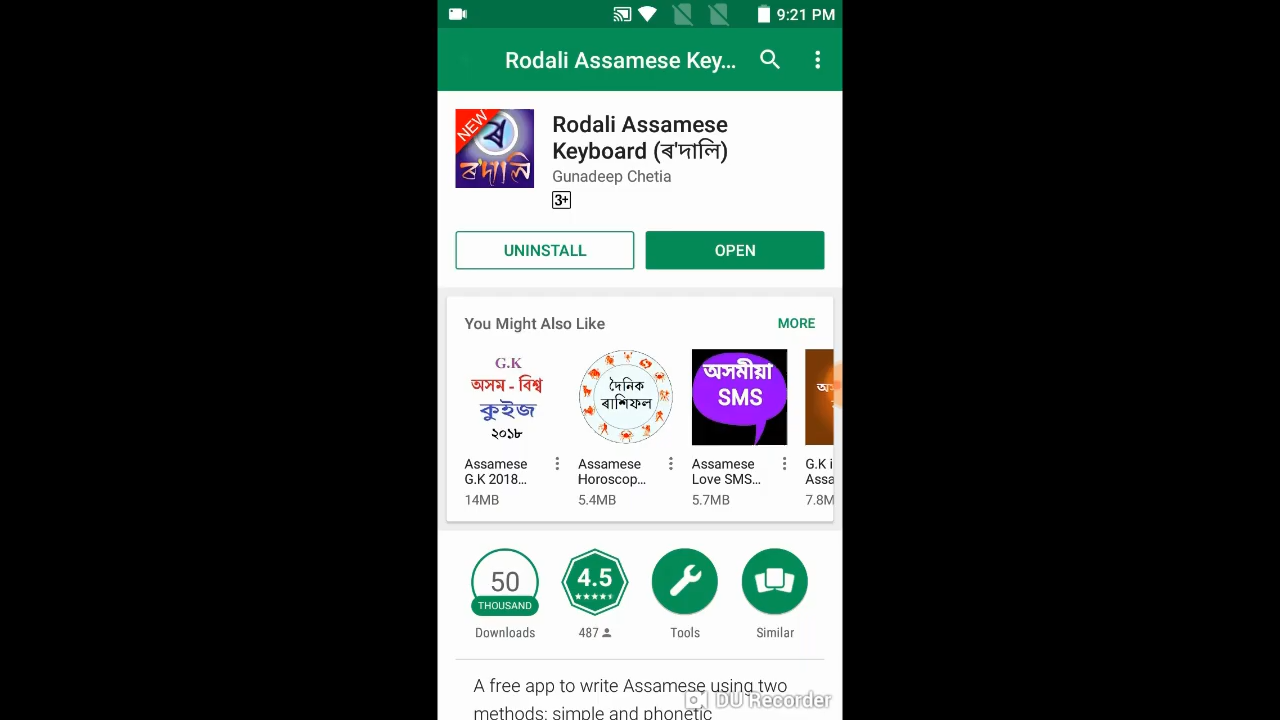 9:21 PM
Rodali Assamese Key...
NEW
ৰ'দালি
Rodali Assamese
Keyboard (ৰ'দালি)
Gunadeep Chetia
3+
UNINSTALL
OPEN
You Might Also Like
MORE
G.K
অসম - বিশ্ব
কুইজ
২০১৮
দৈনিক
ৰাশিফল
অসমীয়া
SMS
Assamese
G.K 2018...
14MB
Assamese
Horoscop...
5.4MB
Assamese
Love SMS...
5.7MB
G.K i
Assa
7.8M
50
THOUSAND
Downloads
4.5
487
Tools
Similar
A free app to write Assamese using two
methods: simple and phonetic
DU Recorder